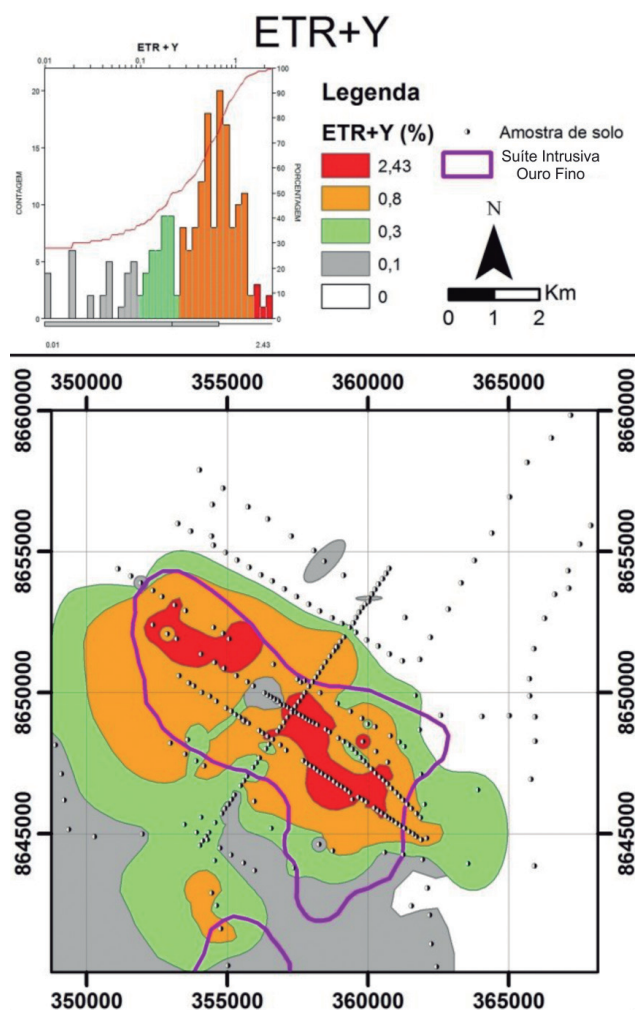 ETR+Y
ETR + Y
0.01 0.1 1
CONTAGEM
20
15
10
5
0
100
90
80
70
60
50
40
30
20
10
0
PORCENTAGEM
0.01 2.43
Legenda
ETR+Y (%)
2,43
0,8
0,3
0,1
0
Amostra de solo
Suíte Intrusiva
Ouro Fino
N
Km
0 1 2
350000 355000 360000 365000
8660000 8660000
8655000 8655000
8650000 8650000
8645000 8645000
350000 355000 360000 365000